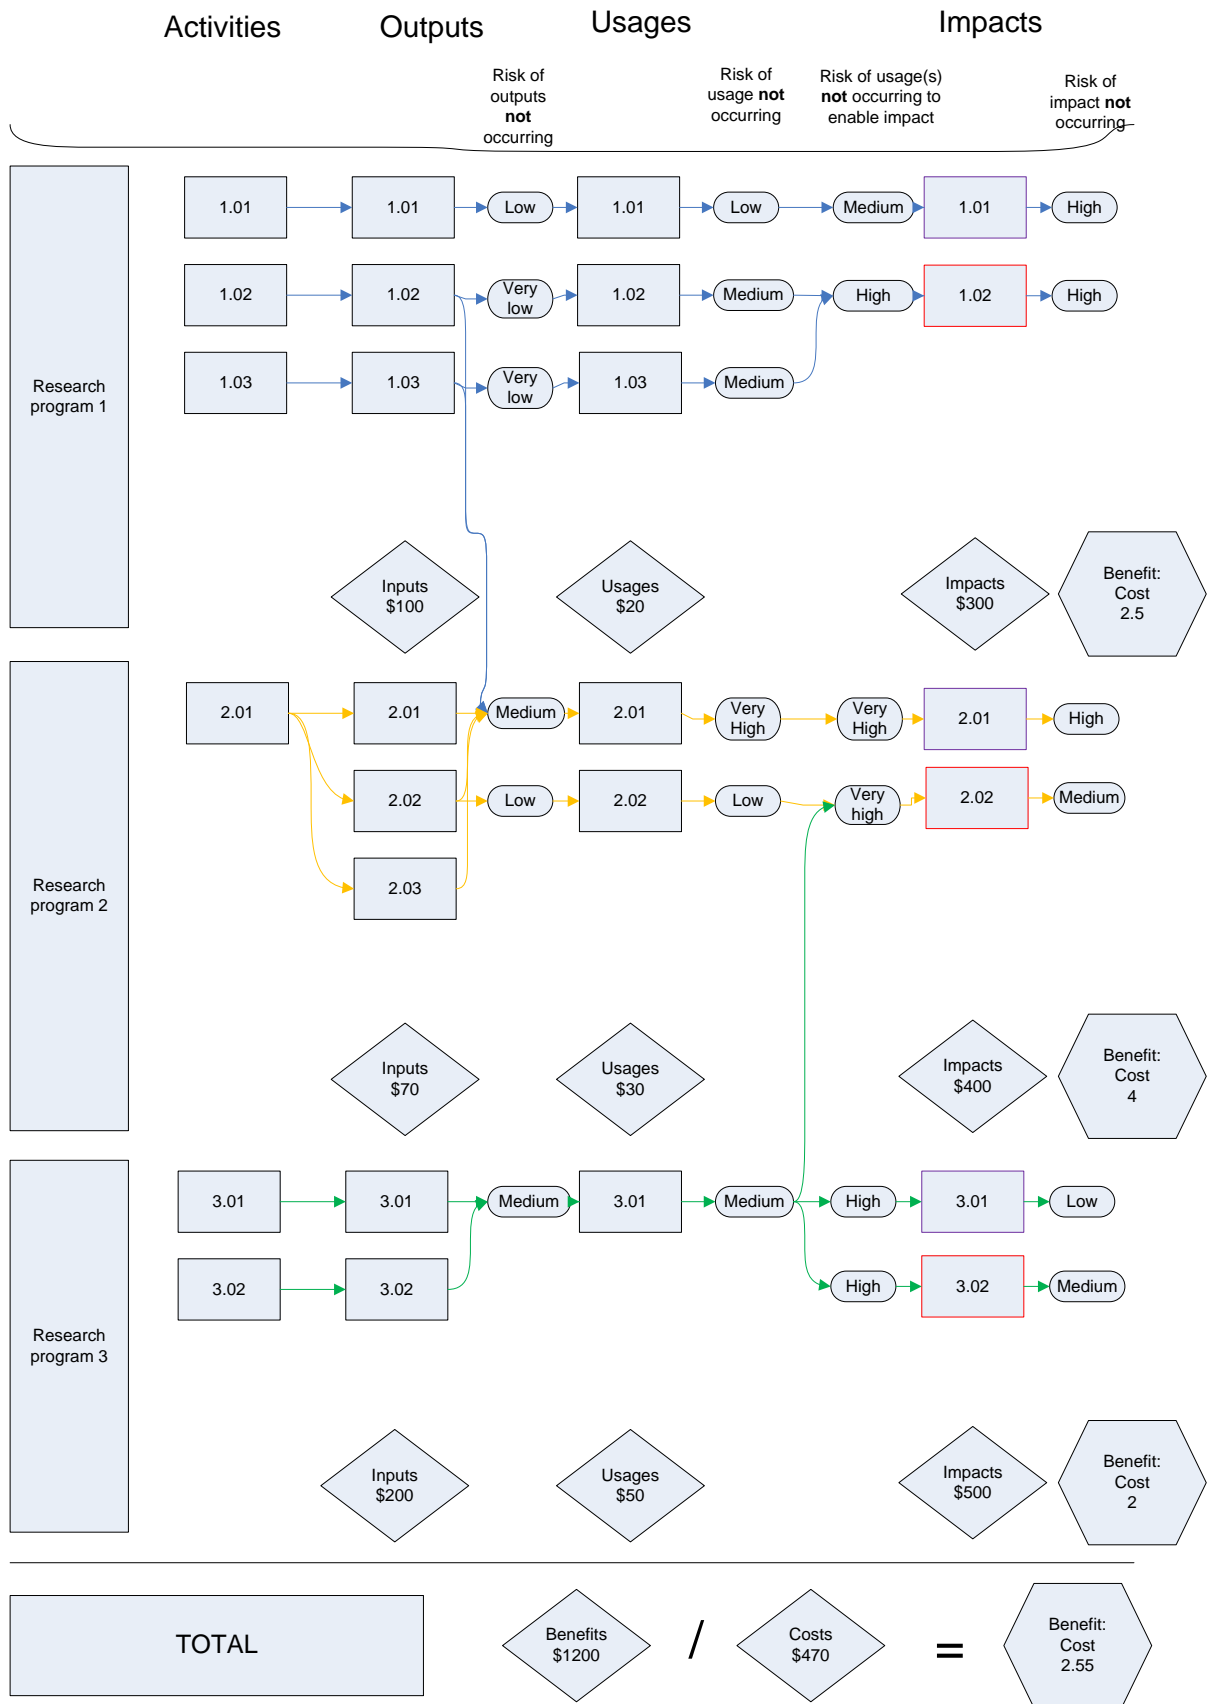 Activities
Outputs
Usages
Impacts
Risk of
outputs
not
occurring
Risk of
usage not
occurring
Risk of usage(s)
not occurring to
enable impact
Risk of
impact not
occurring
Research
program 1
1.01
1.01
Low
1.01
Low
Medium
1.01
High
1.02
1.02
Very
low
1.02
Medium
High
1.02
High
1.03
1.03
Very
low
1.03
Medium
Inputs
$100
Usages
$20
Impacts
$300
Benefit:
Cost
2.5
Research
program 2
2.01
2.01
Medium
2.01
Very
High
Very
High
2.01
High
2.02
Low
2.02
Low
Very
high
2.02
Medium
2.03
Inputs
$70
Usages
$30
Impacts
$400
Benefit:
Cost
4
Research
program 3
3.01
3.01
Medium
3.01
Medium
High
3.01
Low
3.02
3.02
High
3.02
Medium
Inputs
$200
Usages
$50
Impacts
$500
Benefit:
Cost
2
TOTAL
Benefits
$1200
/
Costs
$470
=
Benefit:
Cost
2.55